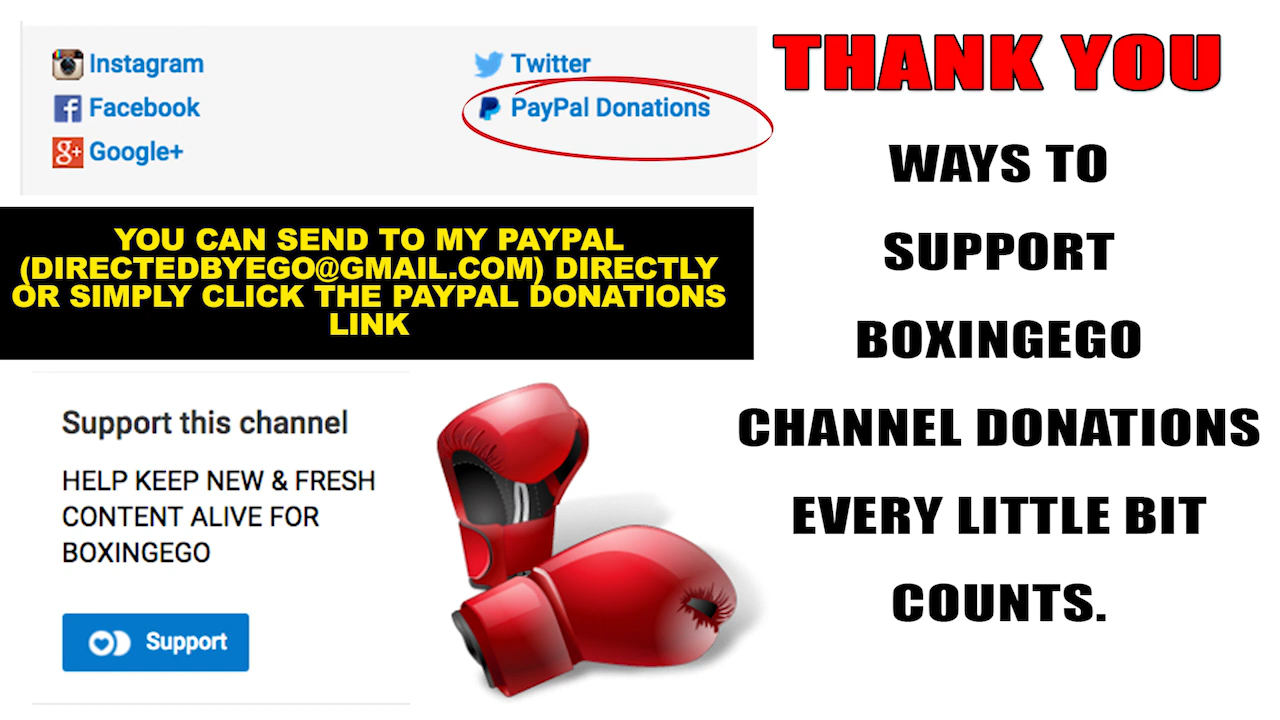 Instagram
Twitter
Facebook
PayPal Donations
Google+
YOU CAN SEND TO MY PAYPAL
(DIRECTEDBYEGO@GMAIL.COM) DIRECTLY
OR SIMPLY CLICK THE PAYPAL DONATIONS
LINK
Support this channel
HELP KEEP NEW & FRESH
CONTENT ALIVE FOR
BOXINGEGO
Support
THANK YOU
WAYS TO
SUPPORT
BOXINGEGO
CHANNEL DONATIONS
EVERY LITTLE BIT
COUNTS.